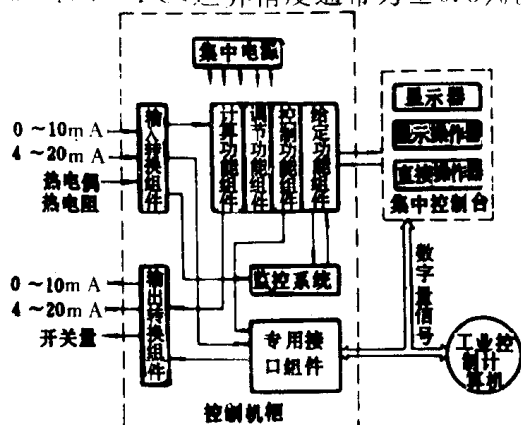 集中电源
输入转换组件
计算功能组件
调节功能组件
控制功能组件
给定功能组件
0～10mA
4～20mA
热电偶
热电阻
显示器
显示操作器
直接操作器
集中控制台
监控系统
数字量信号
输出转换组件
0～10mA
4～20mA
开关量
专用接
口组件
工业控
制计
算机
控制机柜